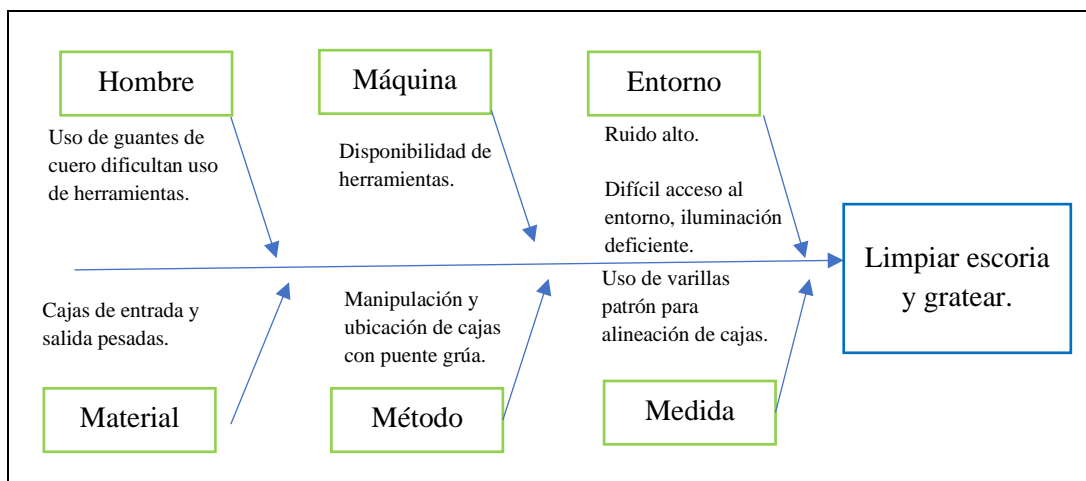 Hombre
Máquina
Entorno
Uso de guantes de
cuero dificultan uso
de herramientas.
Disponibilidad de
herramientas.
Ruido alto.
Difícil acceso al
entorno, iluminación
deficiente.
Limpiar escoria
y gratear.
Cajas de entrada y
salida pesadas.
Manipulación y
ubicación de cajas
con puente grúa.
Uso de varillas
patrón para
alineación de cajas.
Material
Método
Medida